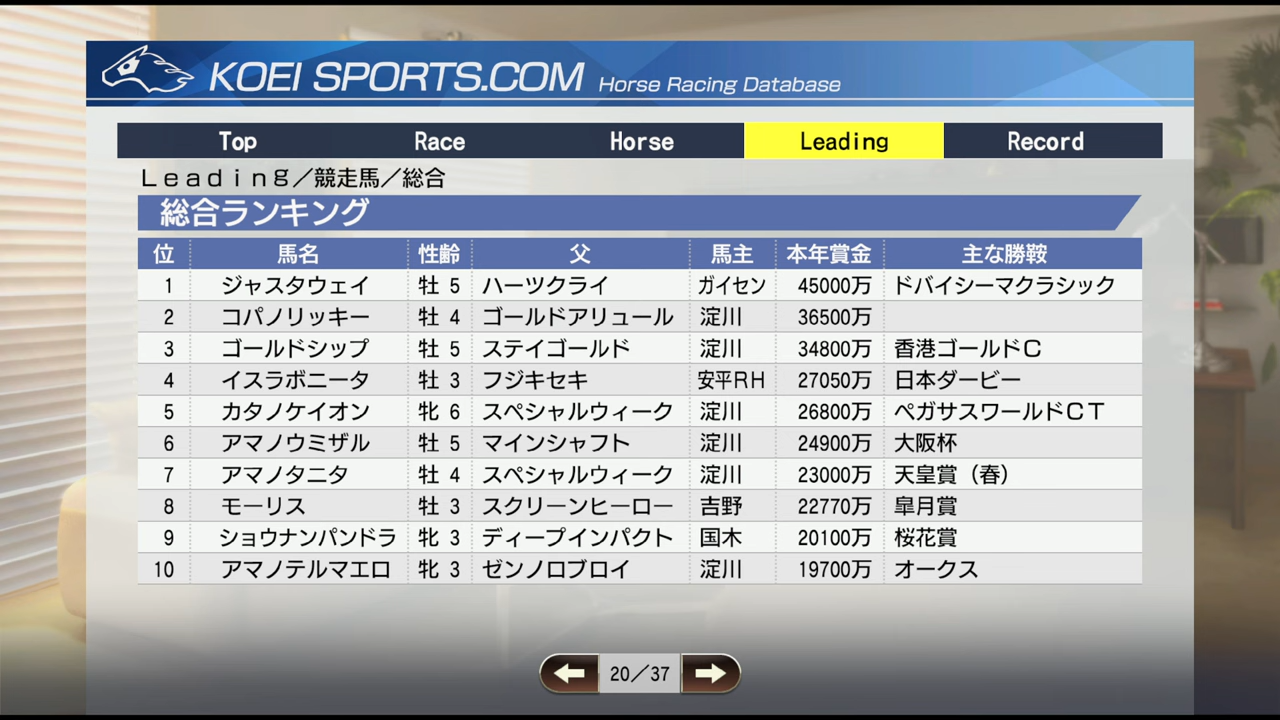 KOEI SPORTS.COM Horse Racing Database
Top Race Horse Leading Record
Ｌｅａｄｉｎｇ／競走馬／総合
総合ランキング
位 馬名 性齢 父 馬主 本年賞金 主な勝鞍
1 ジャスタウェイ 牡 5 ハーツクライ ガイセン 45000万 ドバイシーマクラシック
2 コパノリッキー 牡 4 ゴールドアリュール 淀川 36500万
3 ゴールドシップ 牡 5 ステイゴールド 淀川 34800万 香港ゴールドＣ
4 イスラボニータ 牡 3 フジキセキ 安平ＲＨ 27050万 日本ダービー
5 カタノケイオン 牝 6 スペシャルウィーク 淀川 26800万 ペガサスワールドＣＴ
6 アマノウミザル 牡 5 マインシャフト 淀川 24900万 大阪杯
7 アマノタニタ 牡 4 スペシャルウィーク 淀川 23000万 天皇賞（春）
8 モーリス 牡 3 スクリーンヒーロー 吉野 22770万 皐月賞
9 ショウナンパンドラ 牝 3 ディープインパクト 国木 20100万 桜花賞
10 アマノテルマエロ 牝 3 ゼンノロブロイ 淀川 19700万 オークス
20／37